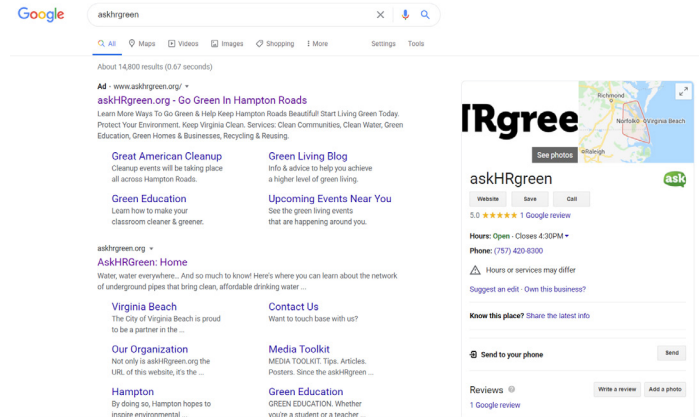 Google
askhrgreen
All
Maps
Videos
Images
Shopping
More
Settings
Tools
About 14,800 results (0.67 seconds)
Ad · www.askhrgreen.org/
askHRgreen.org - Go Green In Hampton Roads
Learn More Ways To Go Green & Help Keep Hampton Roads Beautiful! Start Living Green Today.
Protect Your Environment. Keep Virginia Clean. Services: Clean Communities, Clean Water, Green
Education, Green Homes & Businesses, Recycling & Reusing.
Great American Cleanup
Cleanup events will be taking place
all across Hampton Roads.
Green Living Blog
Info & advice to help you achieve
a higher level of green living.
Green Education
Learn how to make your
classroom cleaner & greener.
Upcoming Events Near You
See the green living events
that are happening around you.
askhrgreen.org
AskHRGreen: Home
Water, water everywhere... And so much to know! Here's where you can learn about the network
of underground pipes that bring clean, affordable drinking water ...
Virginia Beach
The City of Virginia Beach is proud
to be a partner in the ...
Contact Us
Want to touch base with us?
Our Organization
Not only is askHRgreen.org the
URL of this website, it's the ...
Media Toolkit
MEDIA TOOLKIT. Tips. Articles.
Posters. Since the askHRgreen ...
Hampton
By doing so, Hampton hopes to
inspire environmental ...
Green Education
GREEN EDUCATION. Whether
you're a student or a teacher ...
HRgree
See photos
Richmond
Norfolk
Virginia Beach
Raleigh
askHRgreen
ask
Website
Save
Call
5.0
1 Google review
Hours: Open · Closes 4:30PM
Phone: (757) 420-8300
Hours or services may differ
Suggest an edit · Own this business?
Know this place? Share the latest info
Send to your phone
Send
Reviews
Write a review
Add a photo
1 Google review